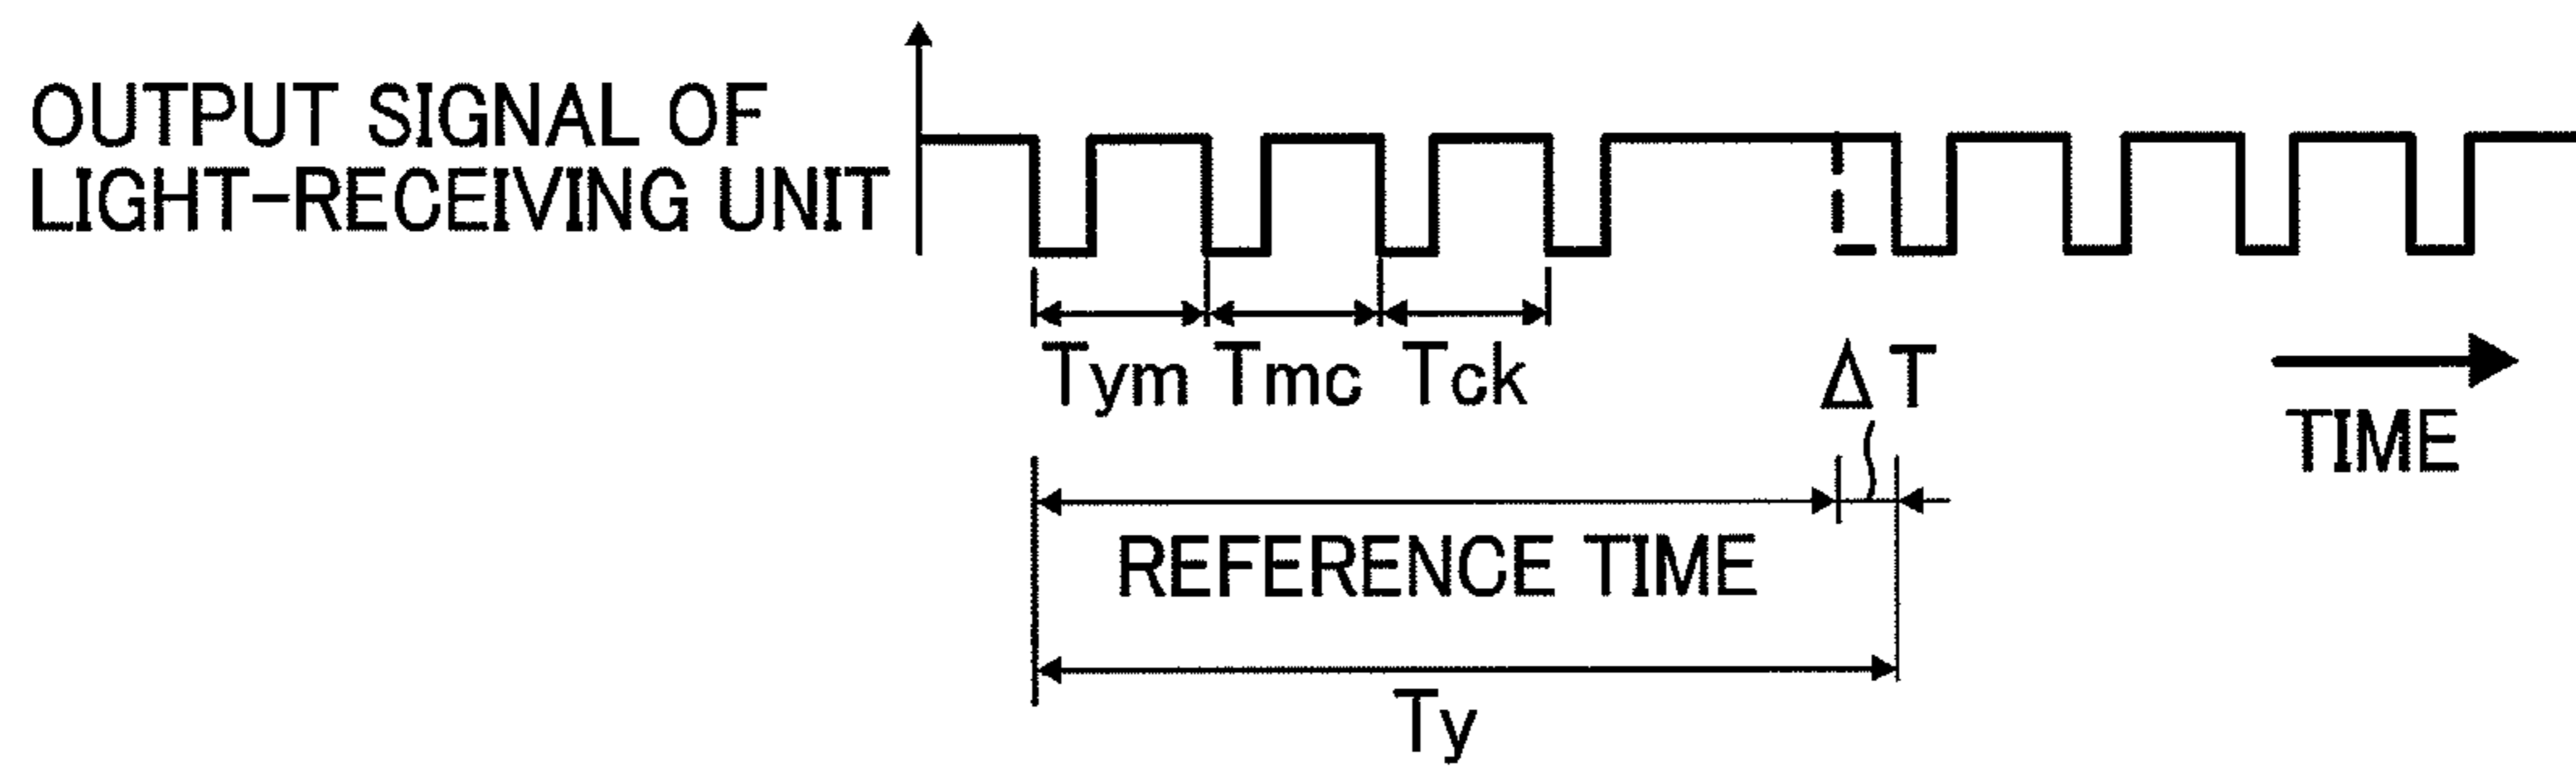 OUTPUT SIGNAL OF
LIGHT-RECEIVING UNIT
Tym Tmc Tck
ΔT
TIME
REFERENCE TIME
Ty